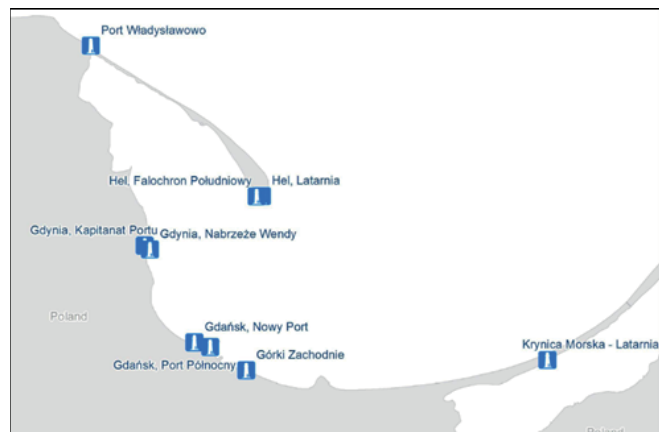 Port Władysławowo
Hel, Falochron Południowy
Hel, Latarnia
Gdynia, Kapitanat Portu
Gdynia, Nabrzeże Wendy
Poland
Gdańsk, Nowy Port
Krynica Morska - Latarnia
Górki Zachodnie
Gdańsk, Port Północny
Poland